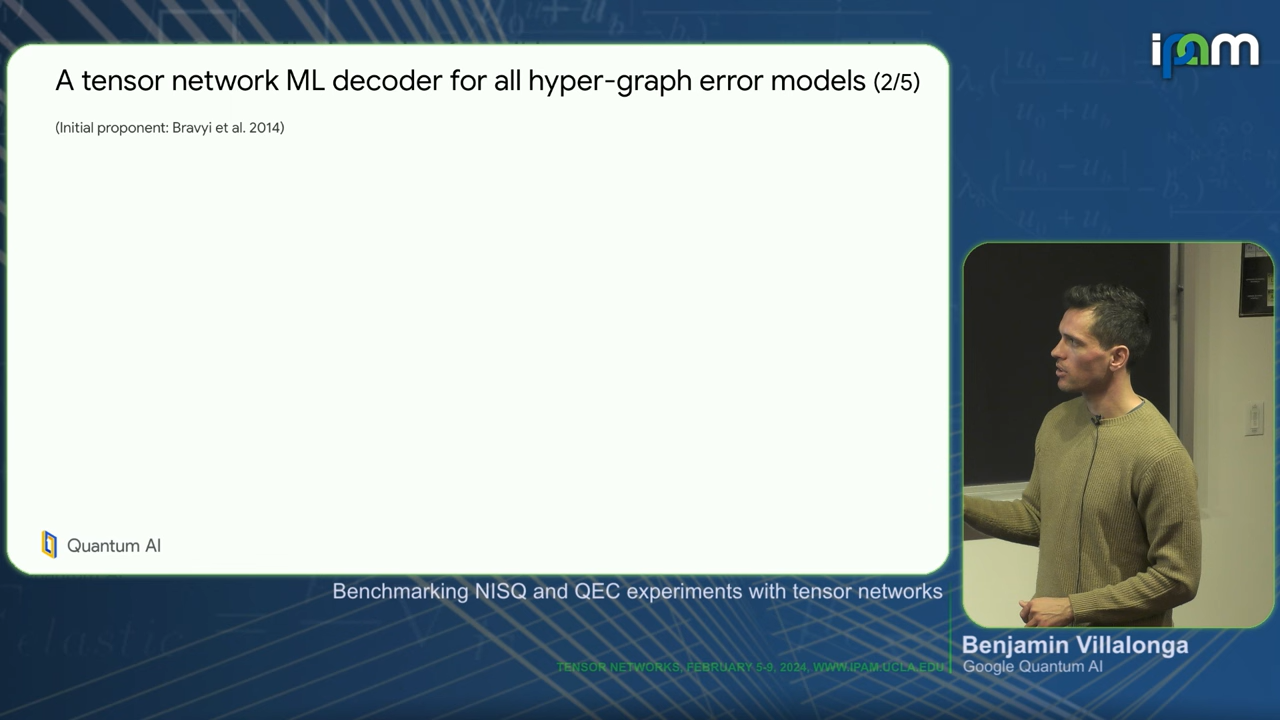 A tensor network ML decoder for all hyper-graph error models (2/5)
(Initial proponent: Bravyi et al. 2014)
Quantum AI
ipam
Benchmarking NISQ and QEC experiments with tensor networks
Benjamin Villalonga
Google Quantum AI
TENSOR NETWORKS, FEBRUARY 5-9, 2024, WWW.IPAM.UCLA.EDU
elastic